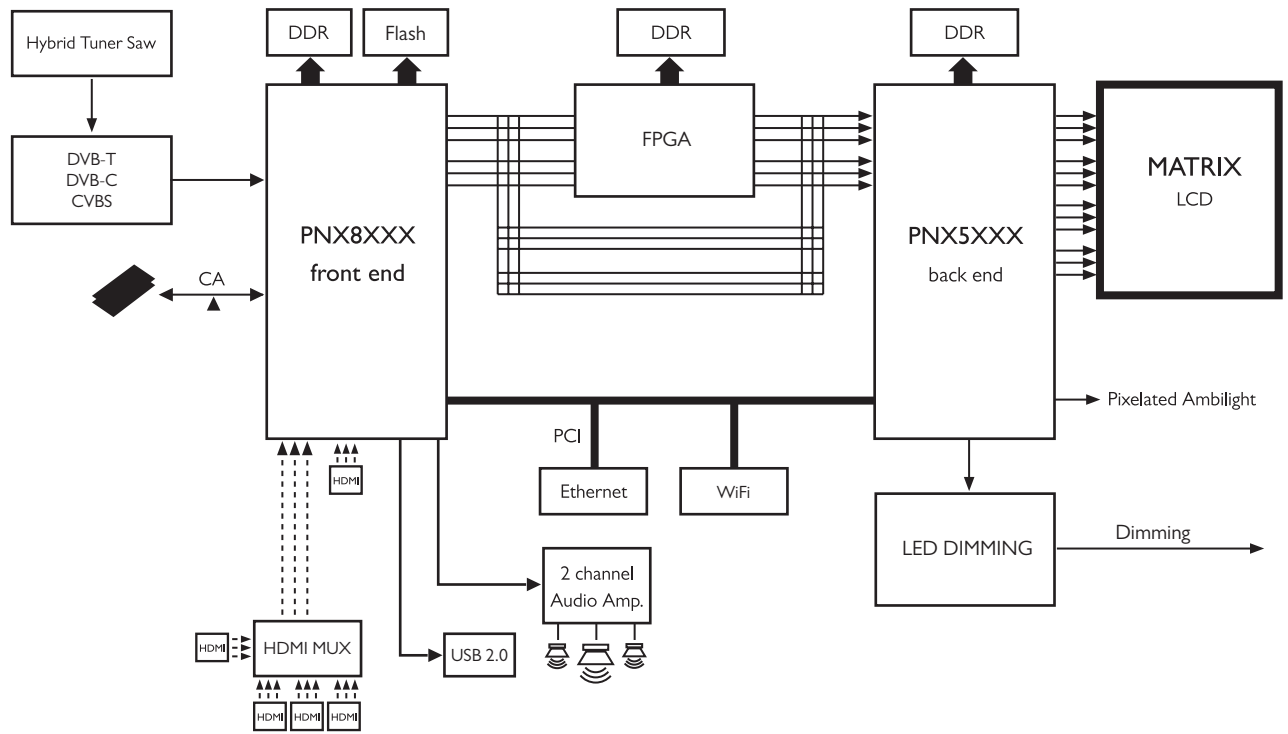 Hybrid Tuner Saw
DDR
Flash
DDR
DDR
DVB-T
DVB-C
CVBS
FPGA
MATRIX
LCD
PNX8XXX
front end
PNX5XXX
back end
CA
Pixelated Ambilight
PCI
HDMI
Ethernet
WiFi
LED DIMMING
Dimming
2 channel
Audio Amp.
HDMI
HDMI MUX
USB 2.0
HDMI
HDMI
HDMI